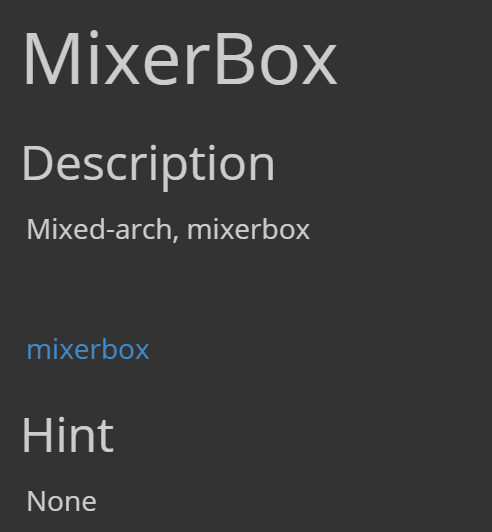 MixerBox
Description
Mixed-arch, mixerbox
mixerbox
Hint
None